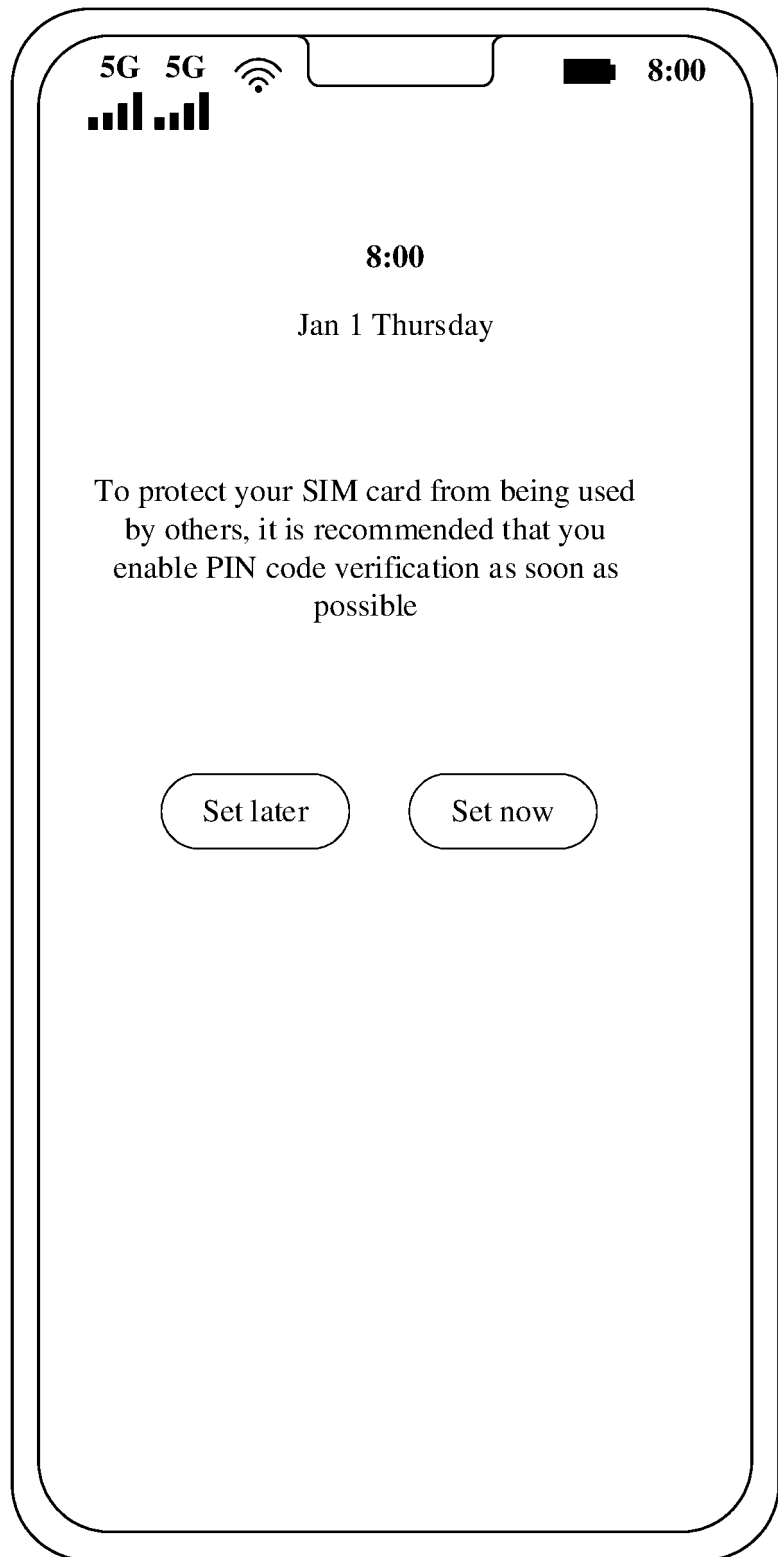 5G 5G 8:00
8:00
Jan 1 Thursday
To protect your SIM card from being used
by others, it is recommended that you
enable PIN code verification as soon as
possible
Set later Set now